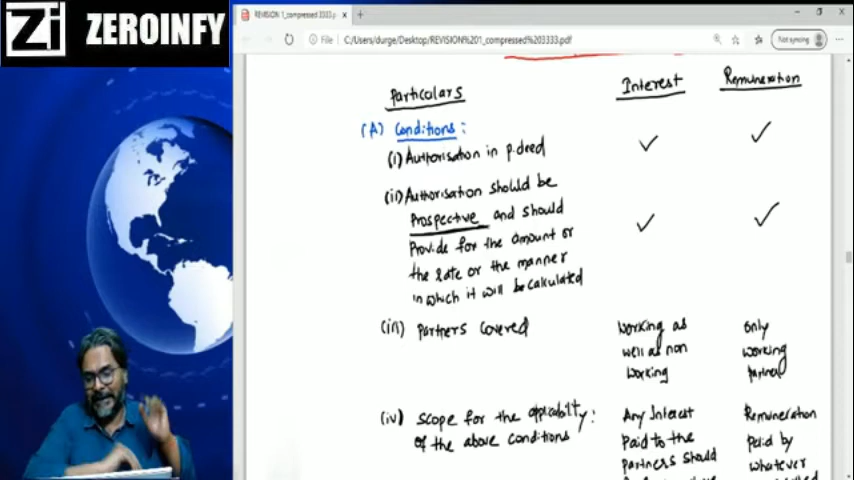 Zi ZEROINFY
REVISION 1_compressed 3333.p
File
C:/Users/durge/Desktop/REVISION%201_compressed%203333.pdf
Not syncing
Particulars Interest Remuneration
(A) Conditions:
(i) Authorisation in p.deed ✓ ✓
(ii) Authorisation should be
Prospective and should ✓ ✓
Provide for the amount or
the rate or the manner
in which it will be calculated
(iii) Partners covered working as only
well as non working
working partner
(iv) Scope for the applicability: Any Interest Remuneration
of the above conditions Paid to the Paid by
partners should whatever